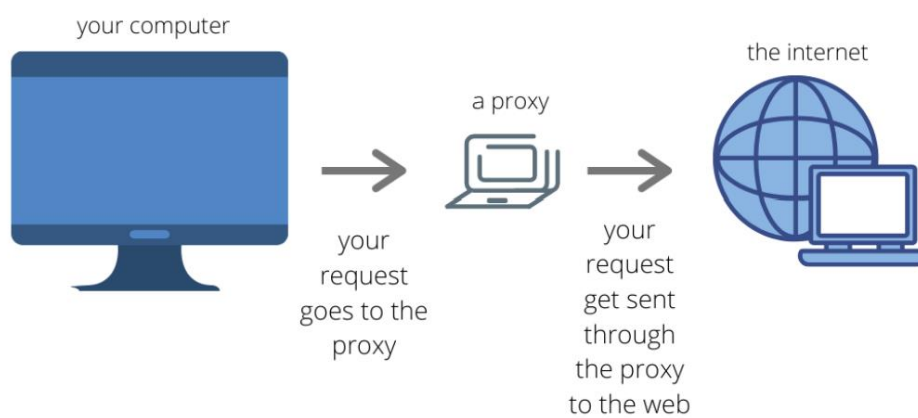 your computer
the internet
a proxy
your
request
goes to the
proxy
your
request
get sent
through
the proxy
to the web